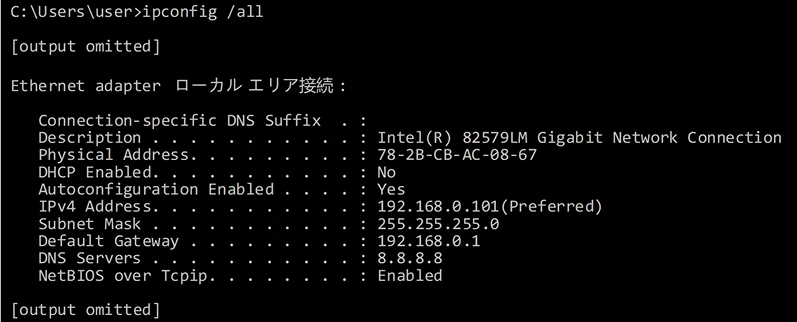 C:\Users\user>ipconfig /all
[output omitted]
Ethernet adapter ローカル エリア接続:
Connection-specific DNS Suffix . :
Description . . . . . . . . . . . : Intel(R) 82579LM Gigabit Network Connection
Physical Address. . . . . . . . . : 78-2B-CB-AC-08-67
DHCP Enabled. . . . . . . . . . . : No
Autoconfiguration Enabled . . . . : Yes
IPv4 Address. . . . . . . . . . . : 192.168.0.101(Preferred)
Subnet Mask . . . . . . . . . . . : 255.255.255.0
Default Gateway . . . . . . . . . : 192.168.0.1
DNS Servers . . . . . . . . . . . : 8.8.8.8
NetBIOS over Tcpip. . . . . . . . : Enabled
[output omitted]